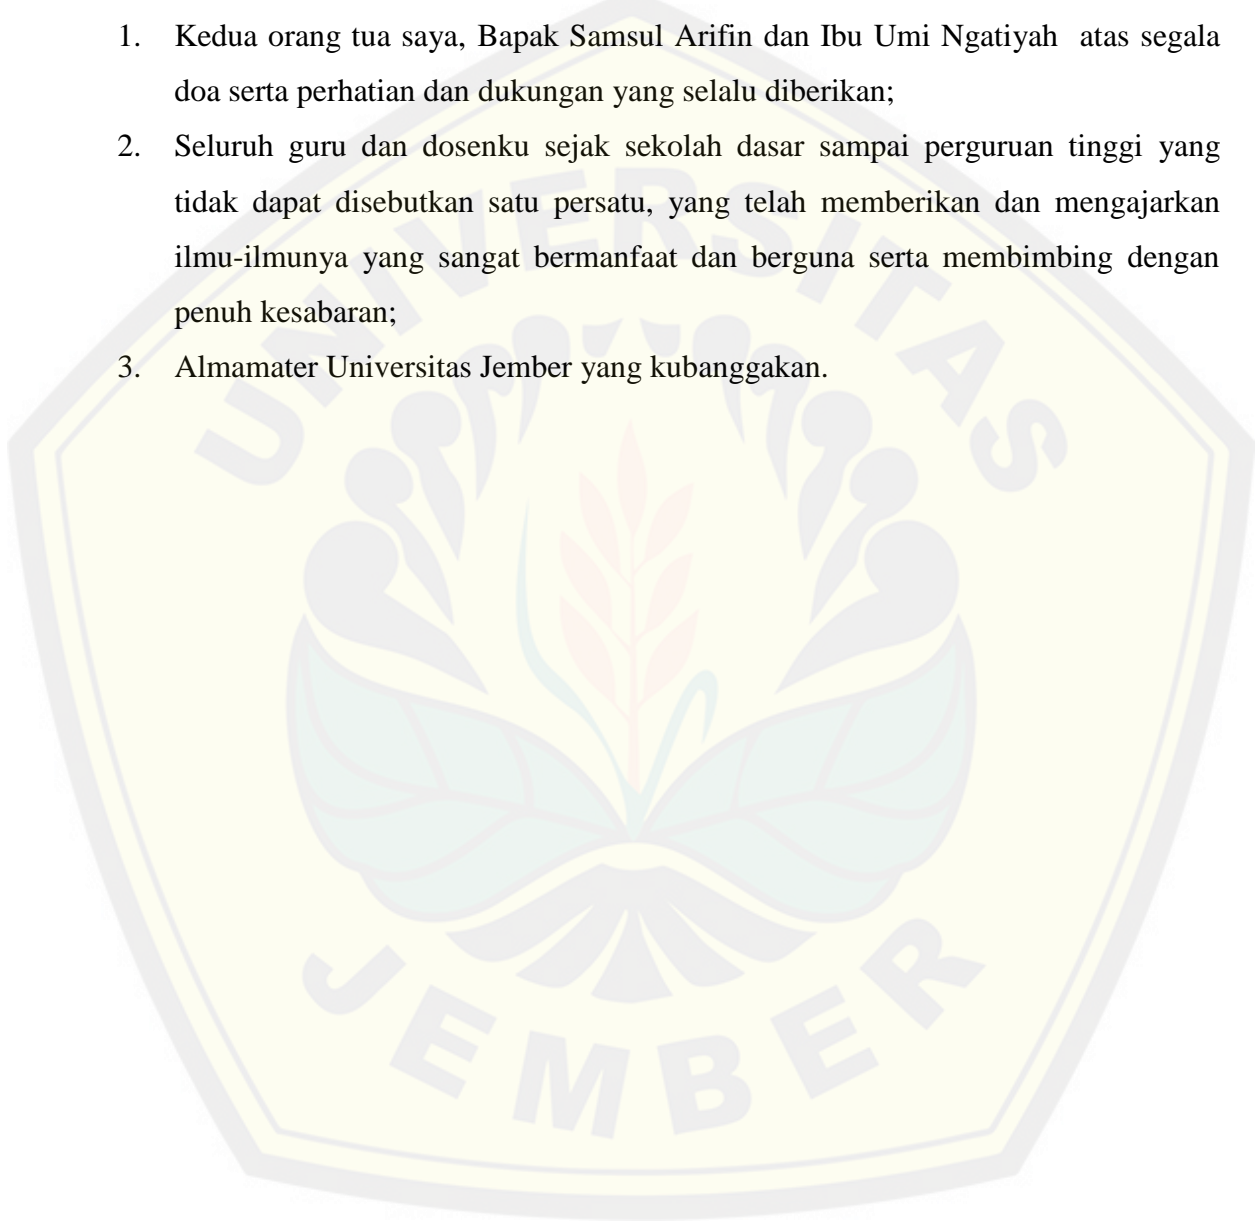 1. Kedua orang tua saya, Bapak Samsul Arifin dan Ibu Umi Ngatiyah atas segala
doa serta perhatian dan dukungan yang selalu diberikan;
2. Seluruh guru dan dosenku sejak sekolah dasar sampai perguruan tinggi yang
tidak dapat disebutkan satu persatu, yang telah memberikan dan mengajarkan
ilmu-ilmunya yang sangat bermanfaat dan berguna serta membimbing dengan
penuh kesabaran;
3. Almamater Universitas Jember yang kubanggakan.
UNIVERSITAS
JEMBER